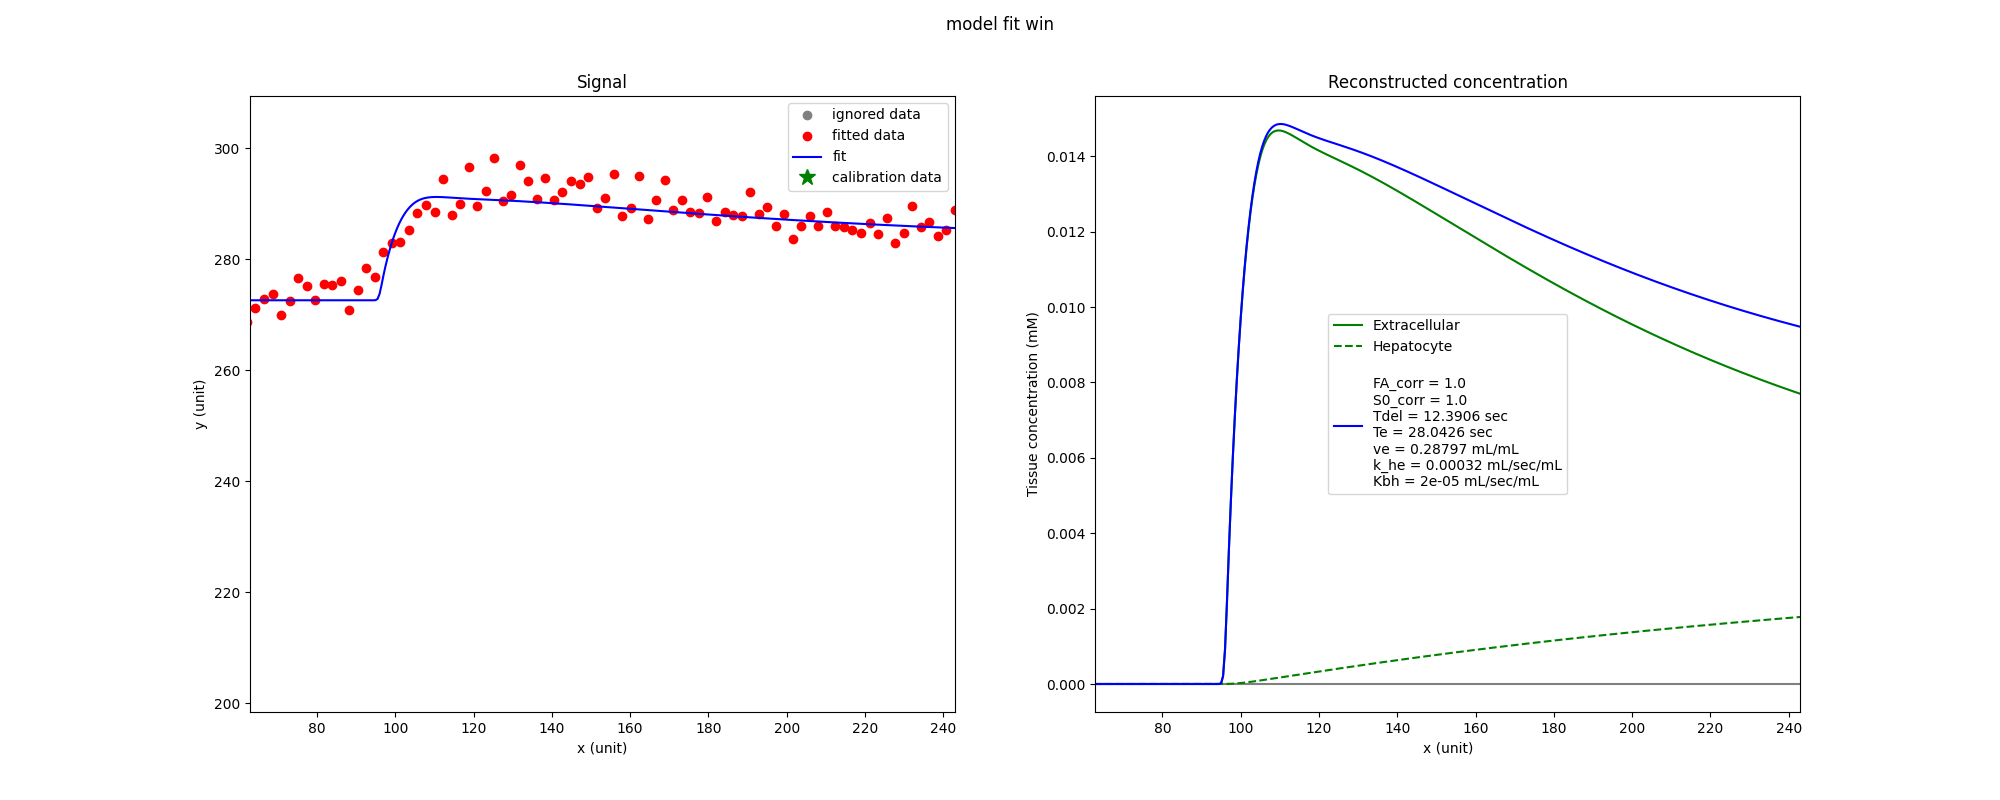 model fit win
Signal
ignored data
fitted data
fit
calibration data
300
280
260
240
220
200
y (unit)
80 100 120 140 160 180 200 220 240
x (unit)
Reconstructed concentration
0.014
0.012
0.010
0.008
0.006
0.004
0.002
0.000
Tissue concentration (mM)
Extracellular
Hepatocyte
FA_corr = 1.0
S0_corr = 1.0
Tdel = 12.3906 sec
Te = 28.0426 sec
ve = 0.28797 mL/mL
k_he = 0.00032 mL/sec/mL
Kbh = 2e-05 mL/sec/mL
80 100 120 140 160 180 200 220 240
x (unit)